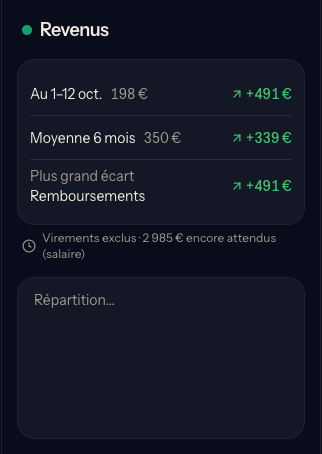 Revenus
Au 1–12 oct. 198 € ↗ +491 €
Moyenne 6 mois 350 € ↗ +339 €
Plus grand écart
Remboursements ↗ +491 €
Virements exclus · 2 985 € encore attendus
(salaire)
Répartition…